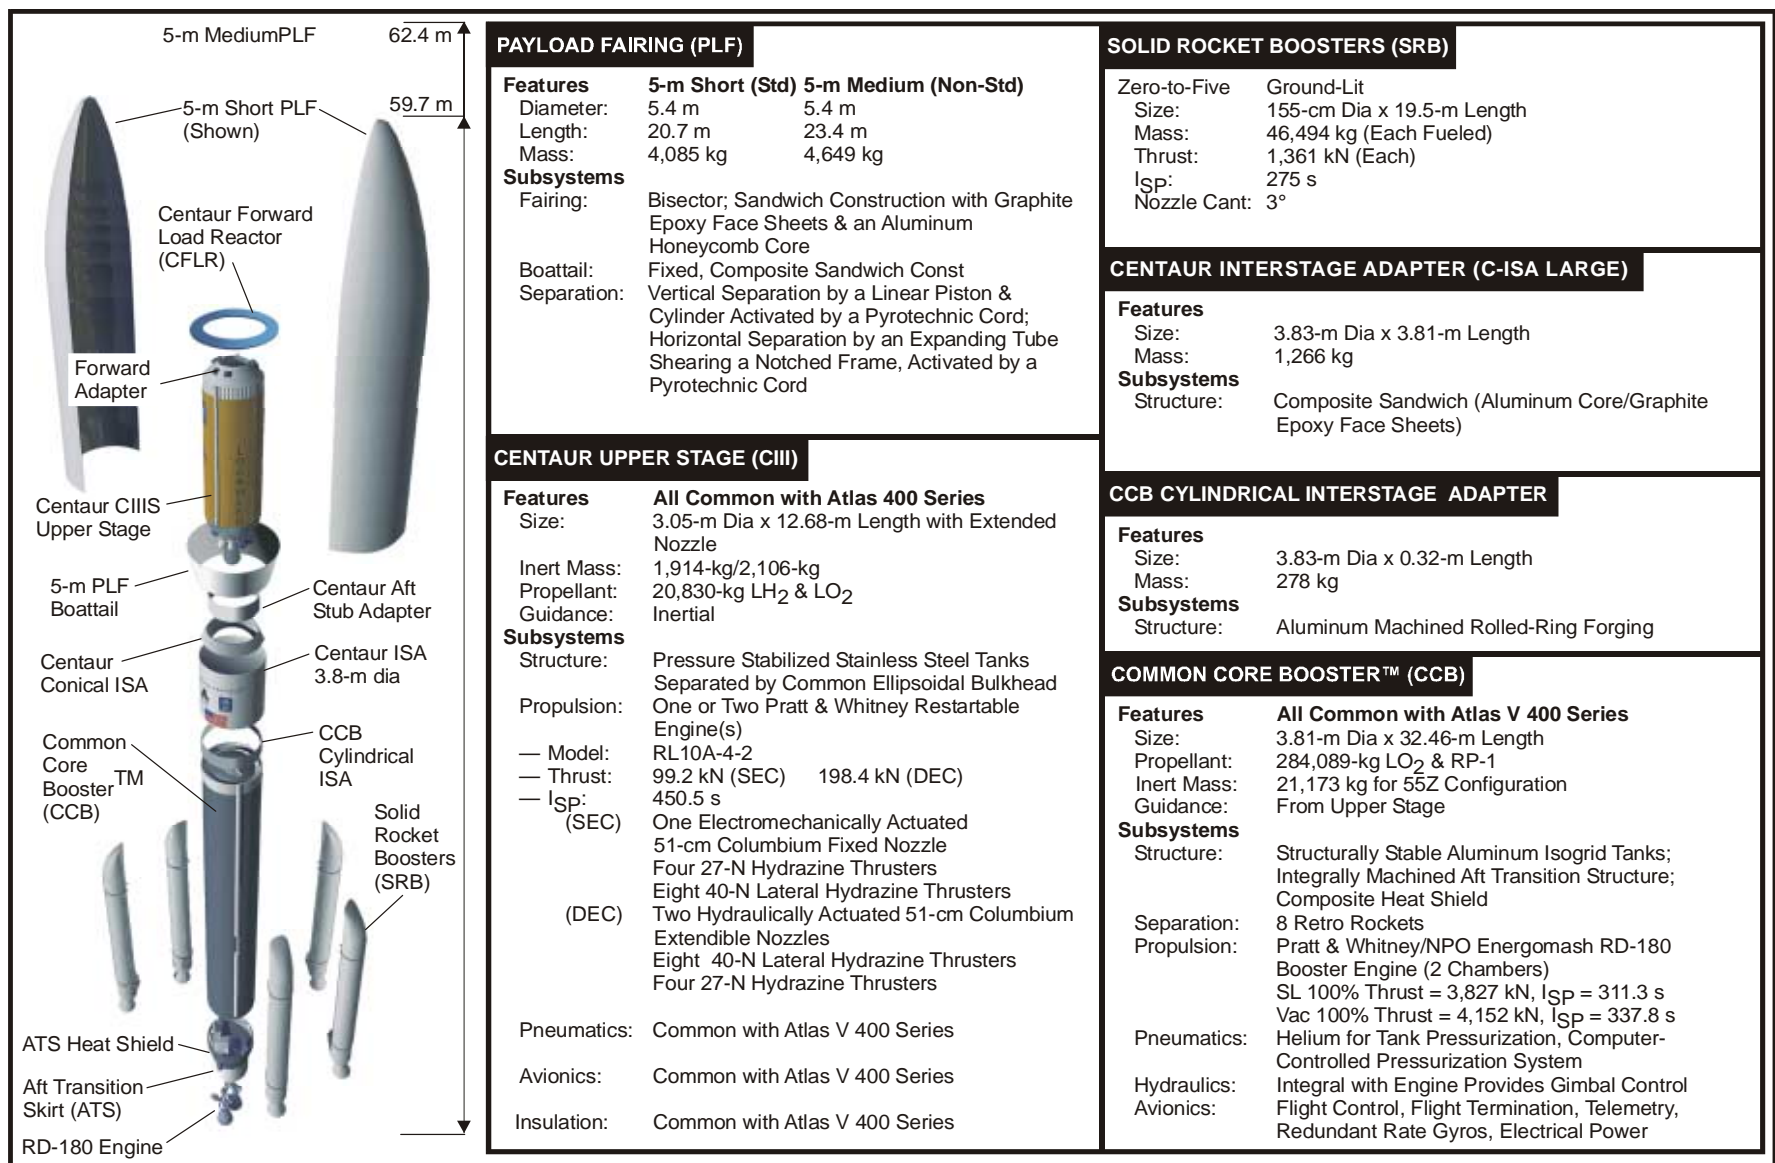 5-m MediumPLF 62.4 m
5-m Short PLF 59.7 m
(Shown)
Centaur Forward
Load Reactor
(CFLR)
Forward
Adapter
Centaur CIIIS
Upper Stage
5-m PLF
Boattail
Centaur Aft
Stub Adapter
Centaur
Conical ISA
Centaur ISA
3.8-m dia
Common
Core
Booster™
(CCB)
CCB
Cylindrical
ISA
Solid
Rocket
Boosters
(SRB)
ATS Heat Shield
Aft Transition
Skirt (ATS)
RD-180 Engine
PAYLOAD FAIRING (PLF)
Features 5-m Short (Std) 5-m Medium (Non-Std)
Diameter: 5.4 m 5.4 m
Length: 20.7 m 23.4 m
Mass: 4,085 kg 4,649 kg
Subsystems
Fairing: Bisector; Sandwich Construction with Graphite
Epoxy Face Sheets & an Aluminum
Honeycomb Core
Boattail: Fixed, Composite Sandwich Const
Separation: Vertical Separation by a Linear Piston &
Cylinder Activated by a Pyrotechnic Cord;
Horizontal Separation by an Expanding Tube
Shearing a Notched Frame, Activated by a
Pyrotechnic Cord
CENTAUR UPPER STAGE (CIII)
Features All Common with Atlas 400 Series
Size: 3.05-m Dia x 12.68-m Length with Extended
Nozzle
Inert Mass: 1,914-kg/2,106-kg
Propellant: 20,830-kg LH2 & LO2
Guidance: Inertial
Subsystems
Structure: Pressure Stabilized Stainless Steel Tanks
Separated by Common Ellipsoidal Bulkhead
Propulsion: One or Two Pratt & Whitney Restartable
Engine(s)
— Model: RL10A-4-2
— Thrust: 99.2 kN (SEC) 198.4 kN (DEC)
— ISP: 450.5 s
(SEC) One Electromechanically Actuated
51-cm Columbium Fixed Nozzle
Four 27-N Hydrazine Thrusters
Eight 40-N Lateral Hydrazine Thrusters
(DEC) Two Hydraulically Actuated 51-cm Columbium
Extendible Nozzles
Eight 40-N Lateral Hydrazine Thrusters
Four 27-N Hydrazine Thrusters
Pneumatics: Common with Atlas V 400 Series
Avionics: Common with Atlas V 400 Series
Insulation: Common with Atlas V 400 Series
SOLID ROCKET BOOSTERS (SRB)
Zero-to-Five Ground-Lit
Size: 155-cm Dia x 19.5-m Length
Mass: 46,494 kg (Each Fueled)
Thrust: 1,361 kN (Each)
ISP: 275 s
Nozzle Cant: 3°
CENTAUR INTERSTAGE ADAPTER (C-ISA LARGE)
Features
Size: 3.83-m Dia x 3.81-m Length
Mass: 1,266 kg
Subsystems
Structure: Composite Sandwich (Aluminum Core/Graphite
Epoxy Face Sheets)
CCB CYLINDRICAL INTERSTAGE ADAPTER
Features
Size: 3.83-m Dia x 0.32-m Length
Mass: 278 kg
Subsystems
Structure: Aluminum Machined Rolled-Ring Forging
COMMON CORE BOOSTER™ (CCB)
Features All Common with Atlas V 400 Series
Size: 3.81-m Dia x 32.46-m Length
Propellant: 284,089-kg LO2 & RP-1
Inert Mass: 21,173 kg for 55Z Configuration
Guidance: From Upper Stage
Subsystems
Structure: Structurally Stable Aluminum Isogrid Tanks;
Integrally Machined Aft Transition Structure;
Composite Heat Shield
Separation: 8 Retro Rockets
Propulsion: Pratt & Whitney/NPO Energomash RD-180
Booster Engine (2 Chambers)
SL 100% Thrust = 3,827 kN, ISP = 311.3 s
Vac 100% Thrust = 4,152 kN, ISP = 337.8 s
Pneumatics: Helium for Tank Pressurization, Computer-
Controlled Pressurization System
Hydraulics: Integral with Engine Provides Gimbal Control
Avionics: Flight Control, Flight Termination, Telemetry,
Redundant Rate Gyros, Electrical Power